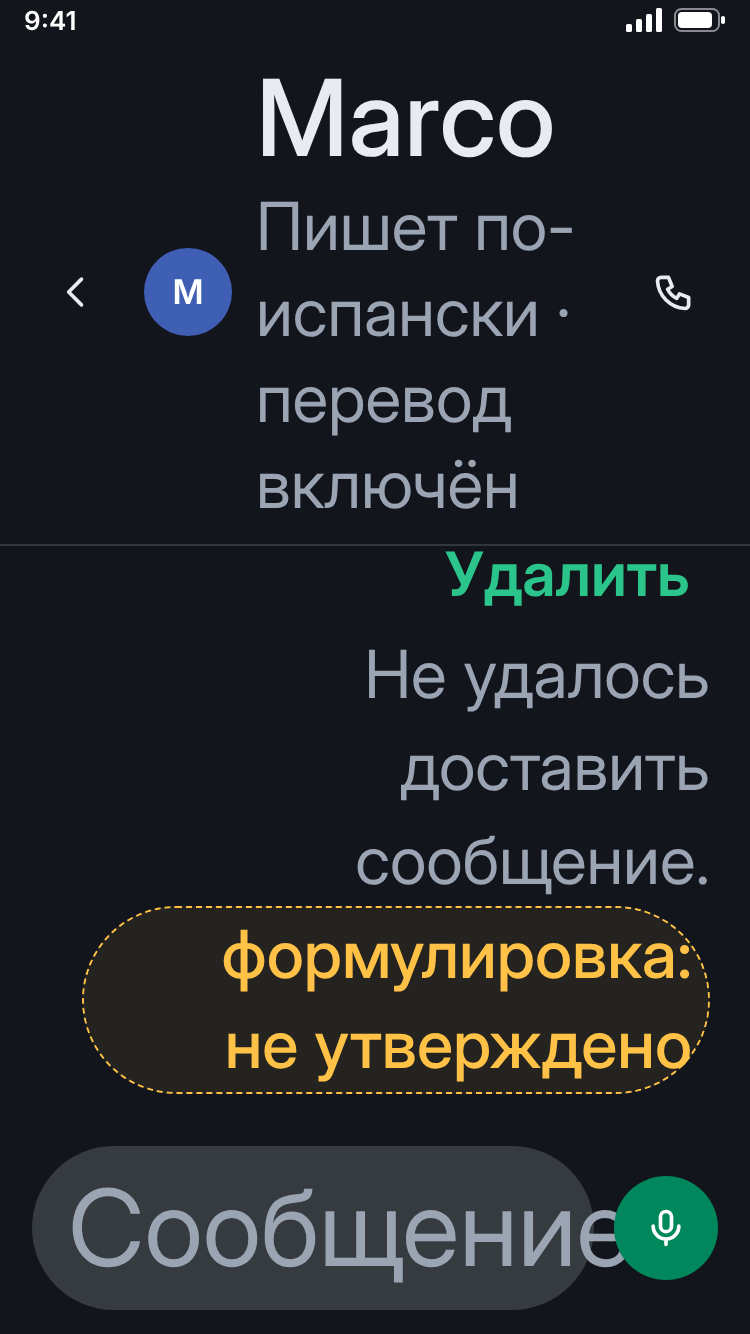 9:41
Marco
Пишет по-
испански ·
перевод
включён
M
Удалить
Не удалось
доставить
сообщение.
формулировка:
не утверждено
Сообщение